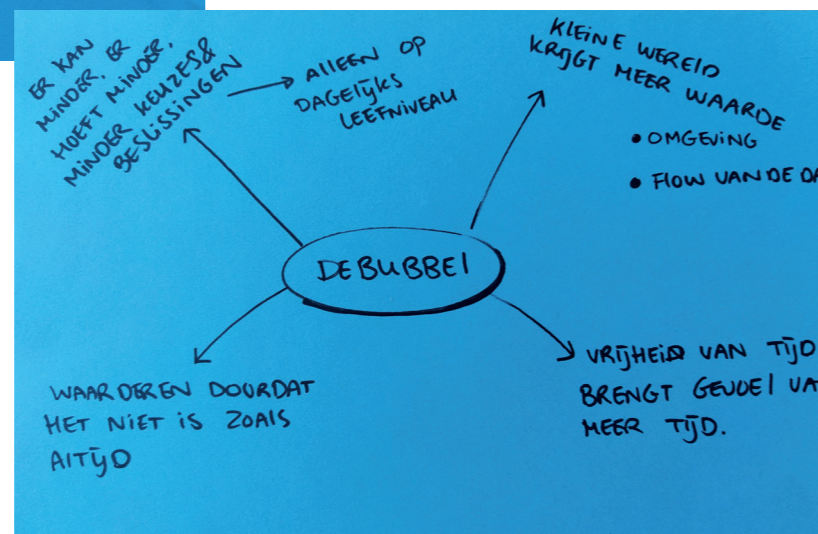 ER KAN
MINDER, ER
HOEFT MINDER,
MINDER KEUZES &
BESLISSINGEN
ALLEEN OP
DAGELIJKS
LEEFNIVEAU
KLEINE WERELD
KRIJGT MEER WAARDE
• OMGEVING
• FLOW VAN DE DA
DE BUBBEL
WAARDEREN DOORDAT
HET NIET IS ZOALS
ALTIJD
VRIJHEID VAN TIJD
BRENGT GEVOEL VA
MEER TIJD.